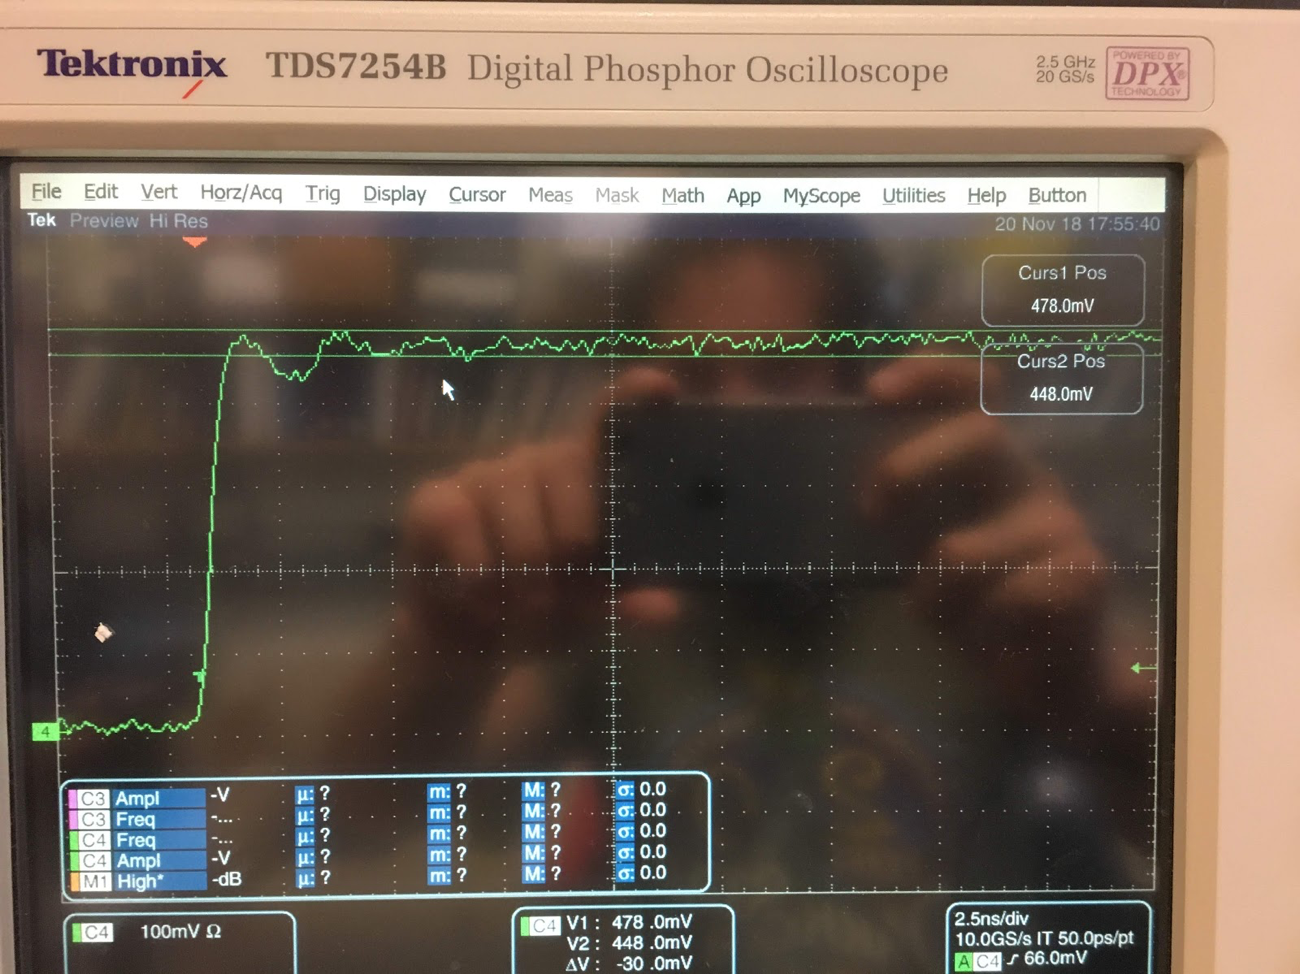 Tektronix TDS7254B Digital Phosphor Oscilloscope
2.5 GHz
20 GS/s
POWERED BY
DPX®
TECHNOLOGY
File Edit Vert Horz/Acq Trig Display Cursor Meas Mask Math App MyScope Utilities Help Button
Tek Preview Hi Res 20 Nov 18 17:55:40
Curs1 Pos
478.0mV
Curs2 Pos
448.0mV
4
C3 Ampl -V µ: ? m: ? M: ? σ: 0.0
C3 Freq -... µ: ? m: ? M: ? σ: 0.0
C4 Freq -... µ: ? m: ? M: ? σ: 0.0
C4 Ampl -V µ: ? m: ? M: ? σ: 0.0
M1 High* -dB µ: ? m: ? M: ? σ: 0.0
C4 100mV Ω
C4 V1 : 478 .0mV
V2 : 448 .0mV
ΔV : -30 .0mV
2.5ns/div
10.0GS/s IT 50.0ps/pt
A C4 ƒ 66.0mV